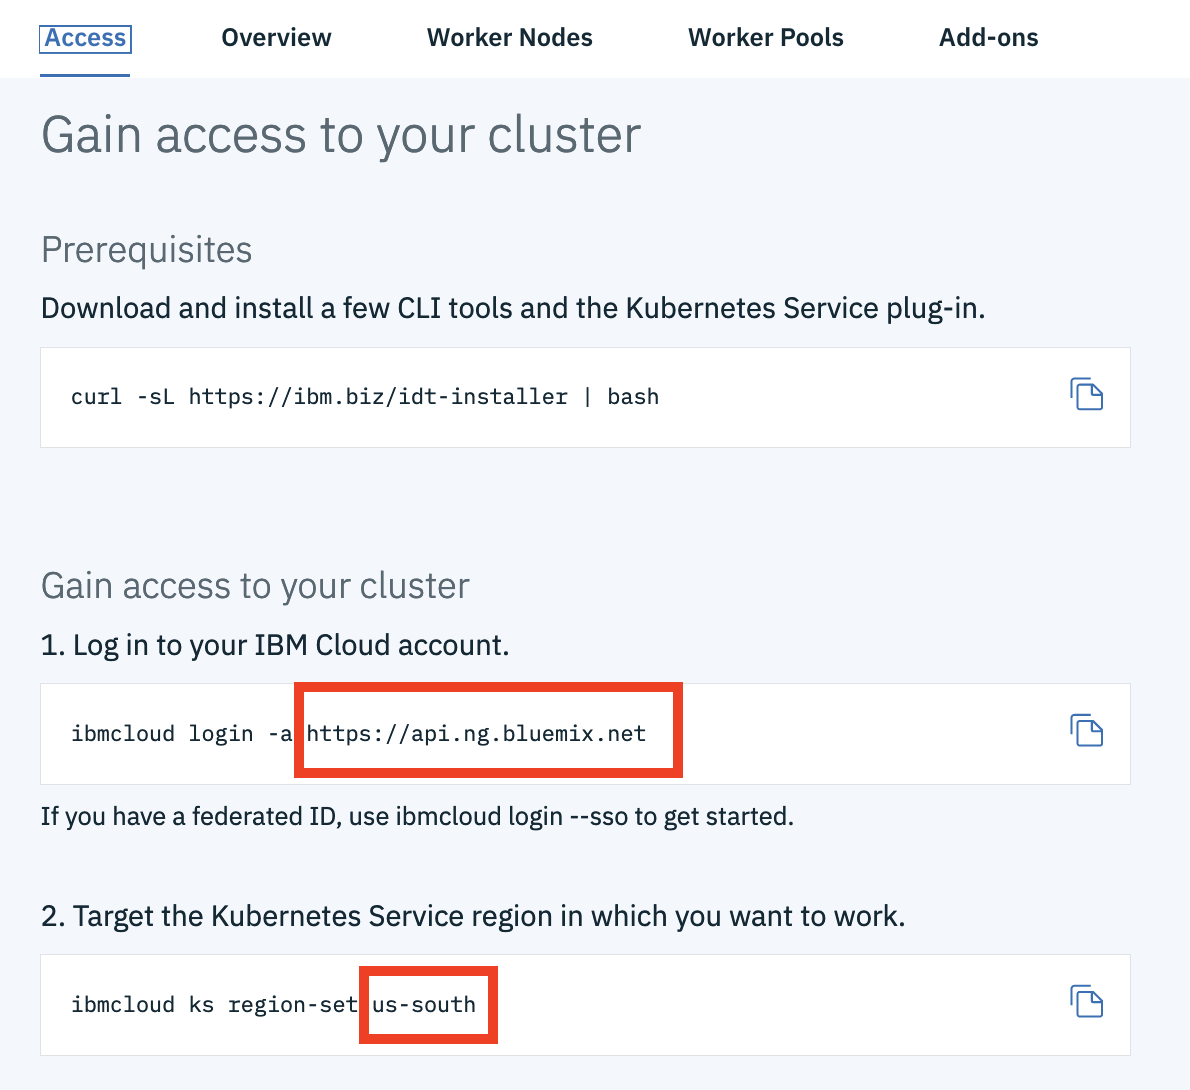 Access Overview Worker Nodes Worker Pools Add-ons
Gain access to your cluster
Prerequisites
Download and install a few CLI tools and the Kubernetes Service plug-in.
curl -sL https://ibm.biz/idt-installer | bash
Gain access to your cluster
1. Log in to your IBM Cloud account.
ibmcloud login -a https://api.ng.bluemix.net
If you have a federated ID, use ibmcloud login --sso to get started.
2. Target the Kubernetes Service region in which you want to work.
ibmcloud ks region-set us-south